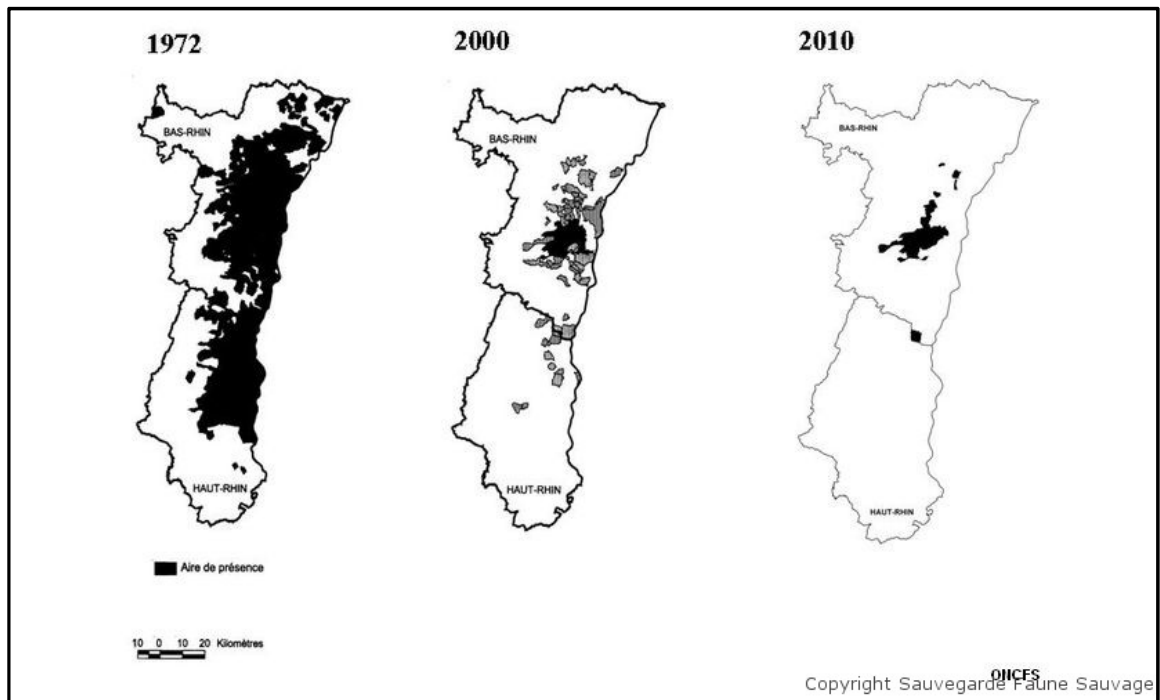 1972
2000
2010
BAS-RHIN
BAS-RHIN
BAS-RHIN
HAUT-RHIN
HAUT-RHIN
HAUT-RHIN
Aire de présence
10 0 10 20 Kilomètres
ONCFS
Copyright Sauvegarde Faune Sauvage